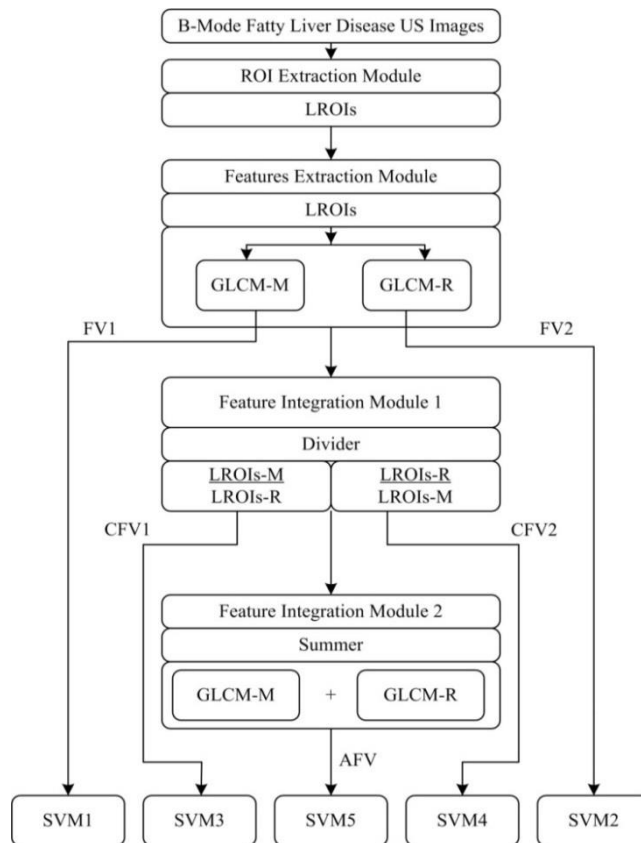 B-Mode Fatty Liver Disease US Images
ROI Extraction Module
LROIs
Features Extraction Module
LROIs
GLCM-M
GLCM-R
FV1
FV2
Feature Integration Module 1
Divider
LROIs-M
LROIs-R
LROIs-R
LROIs-M
CFV1
CFV2
Feature Integration Module 2
Summer
GLCM-M + GLCM-R
AFV
SVM1
SVM3
SVM5
SVM4
SVM2